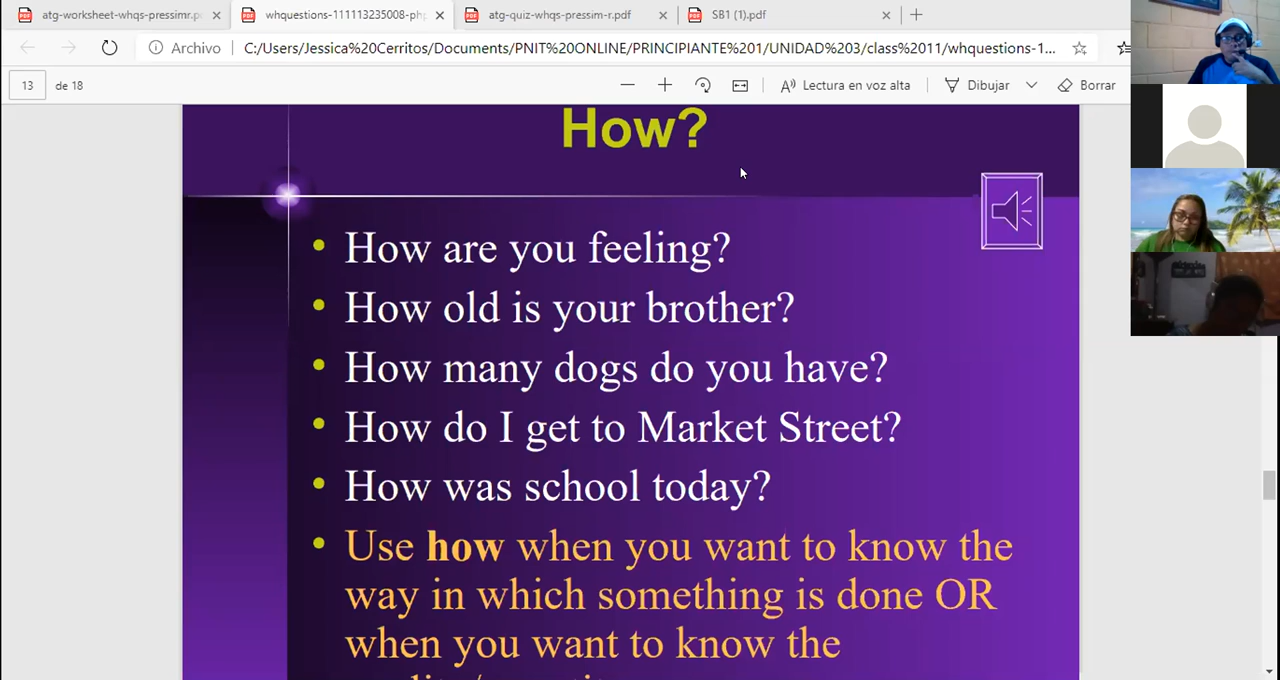 atg-worksheet-whqs-pressimr.p
whquestions-111113235008-php
atg-quiz-whqs-pressim-r.pdf
SB1 (1).pdf
Archivo
C:/Users/Jessica%20Cerritos/Documents/PNIT%20ONLINE/PRINCIPIANTE%201/UNIDAD%203/class%2011/whquestions-1...
13 de 18
Lectura en voz alta
Dibujar
Borrar
How?
• How are you feeling?
• How old is your brother?
• How many dogs do you have?
• How do I get to Market Street?
• How was school today?
• Use how when you want to know the
way in which something is done OR
when you want to know the